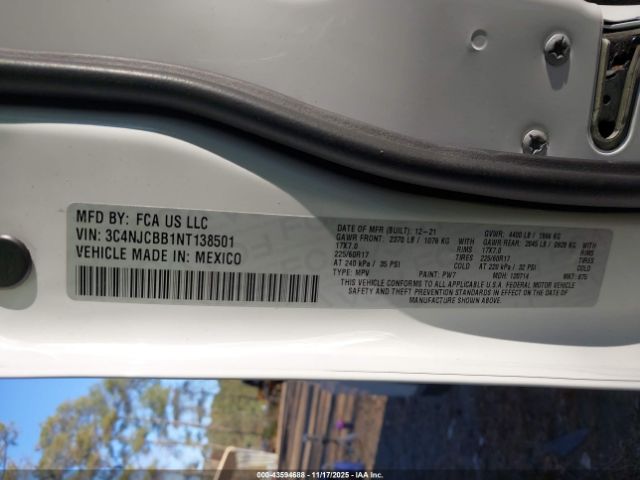 MFD BY: FCA US LLC
VIN: 3C4NJCBB1NT138501
VEHICLE MADE IN: MEXICO
DATE OF MFR (BUILT): 12-21
GVWR: 4400 LB / 1996 KG
GAWR FRONT: 2370 LB / 1076 KG
GAWR REAR: 2045 LB / 0928 KG
17X7.0 RIMS
17X7.0 RIMS
225/60R17 TIRES
225/60R17 TIRES
AT 240 kPa / 35 PSI COLD
AT 220 kPa / 32 PSI COLD
TYPE: MPV PAINT: PW7 MDH: 120714
THIS VEHICLE CONFORMS TO ALL APPLICABLE U.S.A. FEDERAL MOTOR VEHICLE
SAFETY AND THEFT PREVENTION STANDARDS IN EFFECT ON THE DATE OF
MANUFACTURE SHOWN ABOVE.
000-43594688 - 11/17/2025 - IAA Inc.